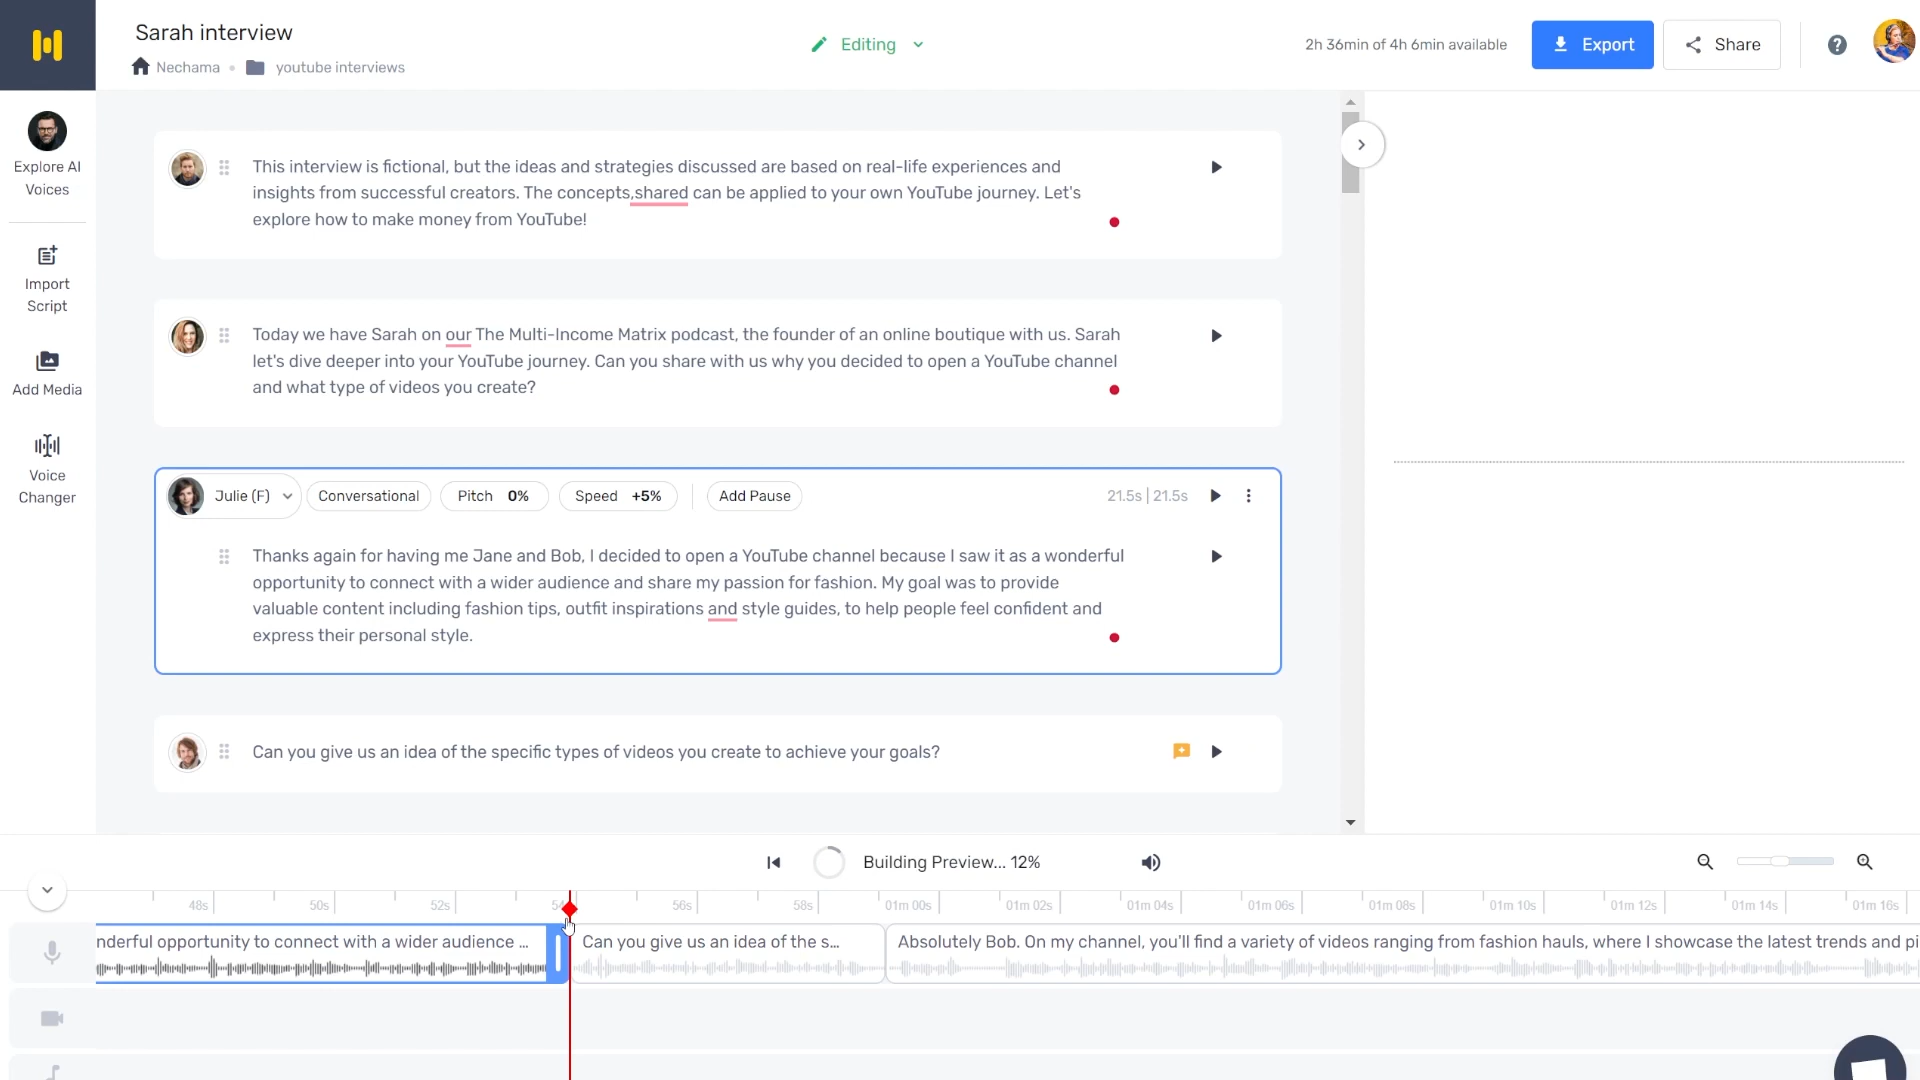 Sarah interview
Nechama
youtube interviews
Editing
2h 36min of 4h 6min available
Export
Share
Explore AI
Voices
Import
Script
Add Media
Voice
Changer
This interview is fictional, but the ideas and strategies discussed are based on real-life experiences and
insights from successful creators. The concepts,shared can be applied to your own YouTube journey. Let's
explore how to make money from YouTube!
Today we have Sarah on our The Multi-Income Matrix podcast, the founder of an online boutique with us. Sarah
let's dive deeper into your YouTube journey. Can you share with us why you decided to open a YouTube channel
and what type of videos you create?
Julie (F)
Conversational
Pitch 0%
Speed +5%
Add Pause
21.5s | 21.5s
Thanks again for having me Jane and Bob, I decided to open a YouTube channel because I saw it as a wonderful
opportunity to connect with a wider audience and share my passion for fashion. My goal was to provide
valuable content including fashion tips, outfit inspirations and style guides, to help people feel confident and
express their personal style.
Can you give us an idea of the specific types of videos you create to achieve your goals?
Building Preview... 12%
48s 50s 52s 56s 58s 01m 00s 01m 02s 01m 04s 01m 06s 01m 08s 01m 10s 01m 12s 01m 14s 01m 16s
nderful opportunity to connect with a wider audience ...
Can you give us an idea of the s...
Absolutely Bob. On my channel, you'll find a variety of videos ranging from fashion hauls, where I showcase the latest trends and pi